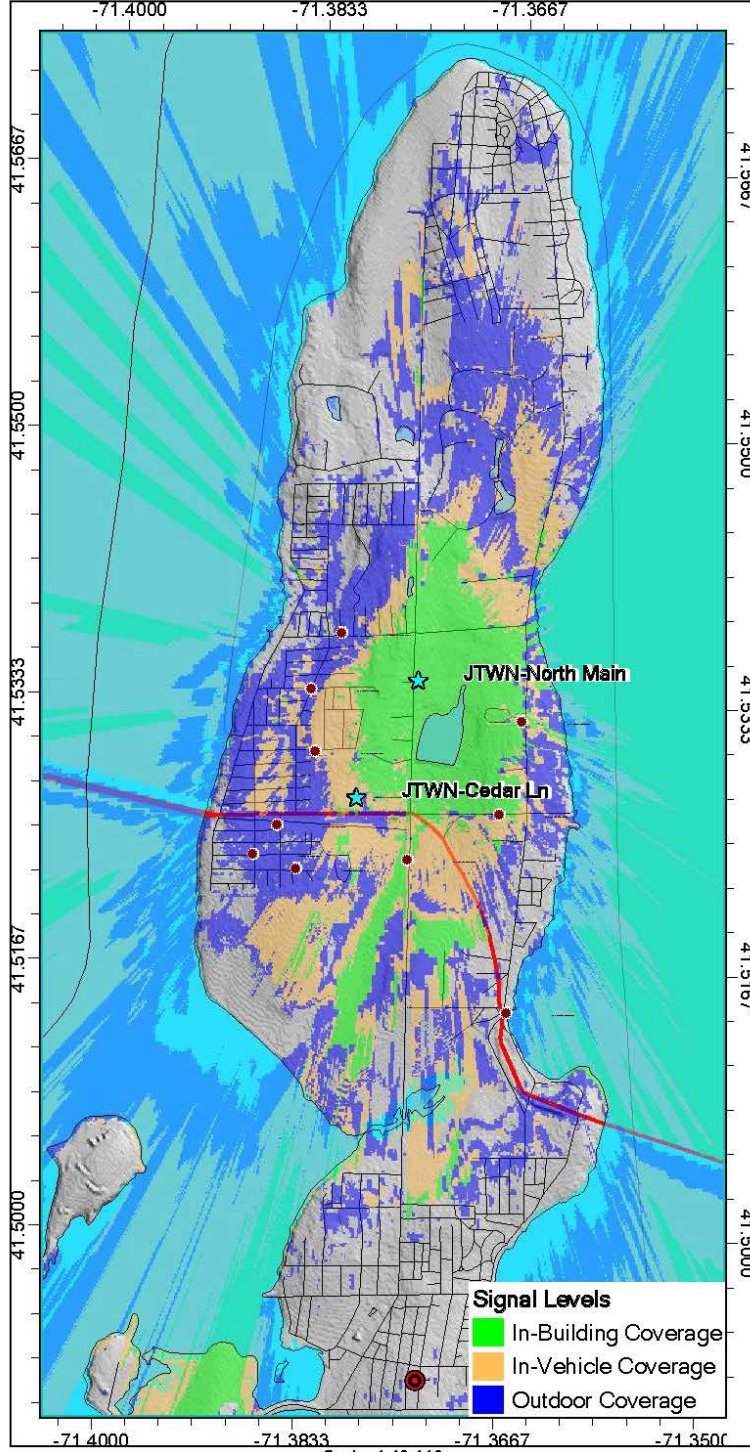 -71.4000 -71.3833 -71.3667
41.5667 41.5667
41.5500 41.5500
41.5333 41.5333
JTWN-North Main
JTWN-Cedar Ln
41.5167 41.5167
41.5000 41.5000
Signal Levels
In-Building Coverage
In-Vehicle Coverage
Outdoor Coverage
-71.4000 -71.3833 -71.3667 -71.3500